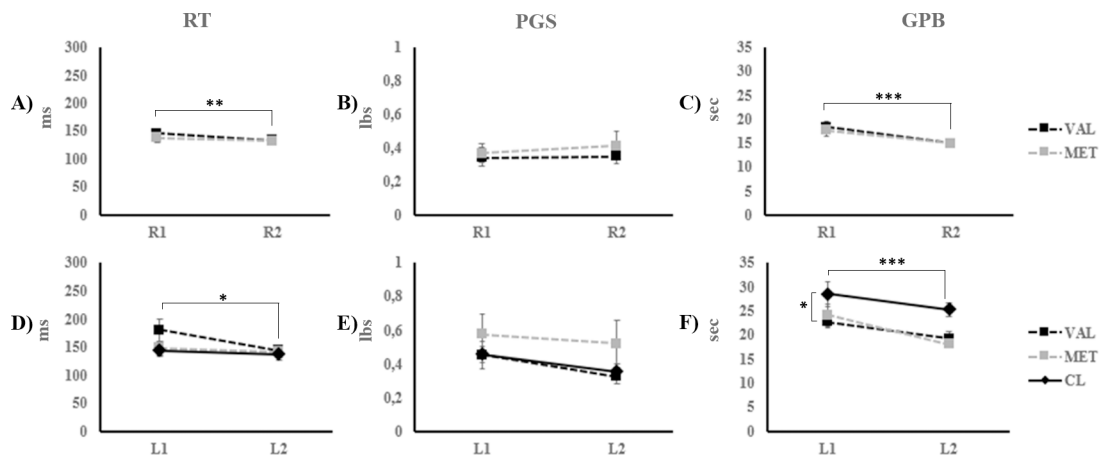 RT
PGS
GPB
A)
ms
300
250
200
150
100
50
0
**
R1
R2
B)
lbs
1
0,8
0,6
0,4
0,2
0
R1
R2
C)
sec
35
30
25
20
15
10
5
0
***
R1
R2
VAL
MET
D)
ms
300
250
200
150
100
50
0
*
L1
L2
E)
lbs
1
0,8
0,6
0,4
0,2
0
L1
L2
F)
sec
35
30
25
20
15
10
5
0
***
*
L1
L2
VAL
MET
CL